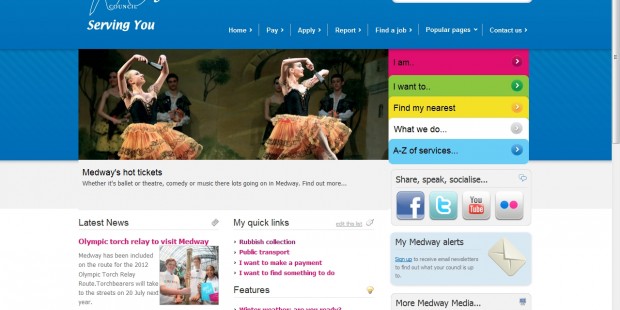 COUNCIL
Serving You
Home
Pay
Apply
Report
Find a job
Popular pages
Contact us
I am..
I want to..
Find my nearest
What we do...
A-Z of services...
Medway's hot tickets
Whether it's ballet or theatre, comedy or music there lots going on in Medway. Find out more...
Share, speak, socialise...
You
Tube
Latest News
Olympic torch relay to visit Medway
Medway has been included
on the route for the 2012
Olympic Torch Relay
Route.Torchbearers will take
to the streets on 20 July next
year.
My quick links
edit this list
Rubbish collection
Public transport
I want to make a payment
I want to find something to do
Features
Winter weather: are you ready?
My Medway alerts
Sign up to receive email newsletters
to find out what your council is up
to.
More Medway Media...